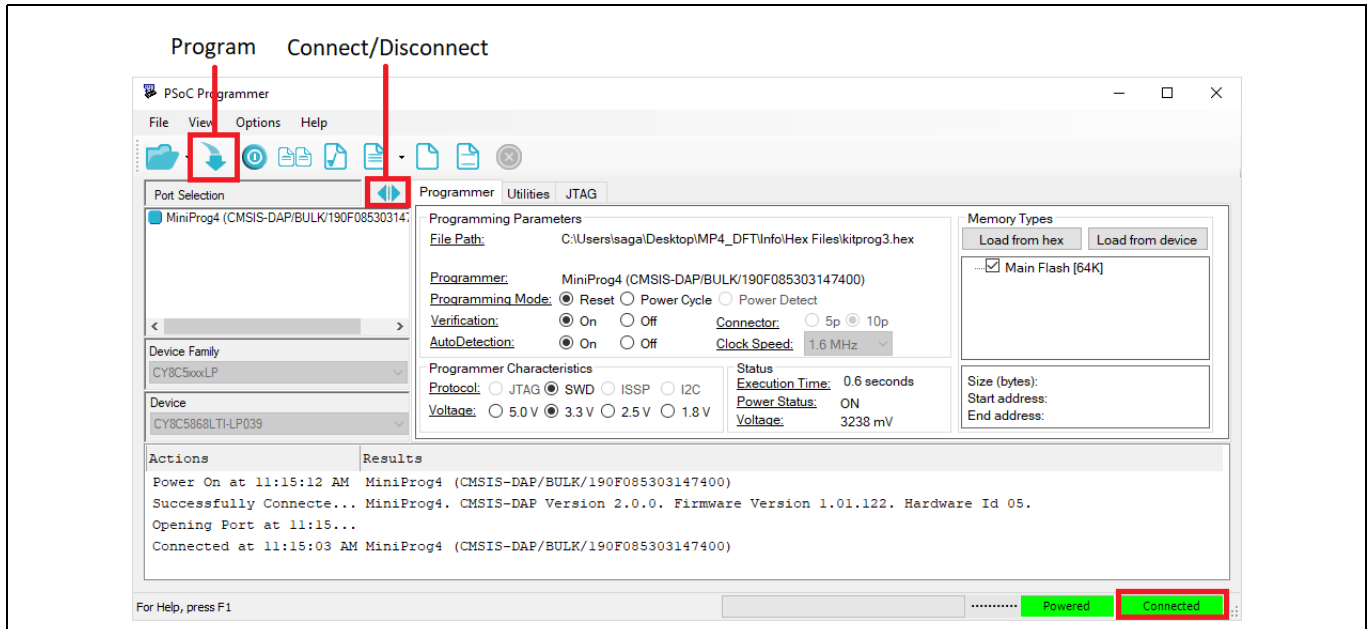 Program Connect/Disconnect
PSoC Programmer
File View Options Help
Port Selection
MiniProg4 (CMSIS-DAP/BULK/190F085303147
Device Family
CY8C5xxxLP
Device
CY8C5868LTI-LP039
Programmer Utilities JTAG
Programming Parameters
File Path: C:\Users\saga\Desktop\MP4_DFT\Info\Hex Files\kitprog3.hex
Programmer: MiniProg4 (CMSIS-DAP/BULK/190F085303147400)
Programming Mode: Reset Power Cycle Power Detect
Verification: On Off Connector: 5p 10p
AutoDetection: On Off Clock Speed: 1.6 MHz
Programmer Characteristics
Protocol: JTAG SWD ISSP I2C
Voltage: 5.0 V 3.3 V 2.5 V 1.8 V
Status
Execution Time: 0.6 seconds
Power Status: ON
Voltage: 3238 mV
Memory Types
Load from hex Load from device
Main Flash [64K]
Size (bytes):
Start address:
End address:
Actions Results
Power On at 11:15:12 AM MiniProg4 (CMSIS-DAP/BULK/190F085303147400)
Successfully Connecte... MiniProg4. CMSIS-DAP Version 2.0.0. Firmware Version 1.01.122. Hardware Id 05.
Opening Port at 11:15...
Connected at 11:15:03 AM MiniProg4 (CMSIS-DAP/BULK/190F085303147400)
For Help, press F1 Powered Connected